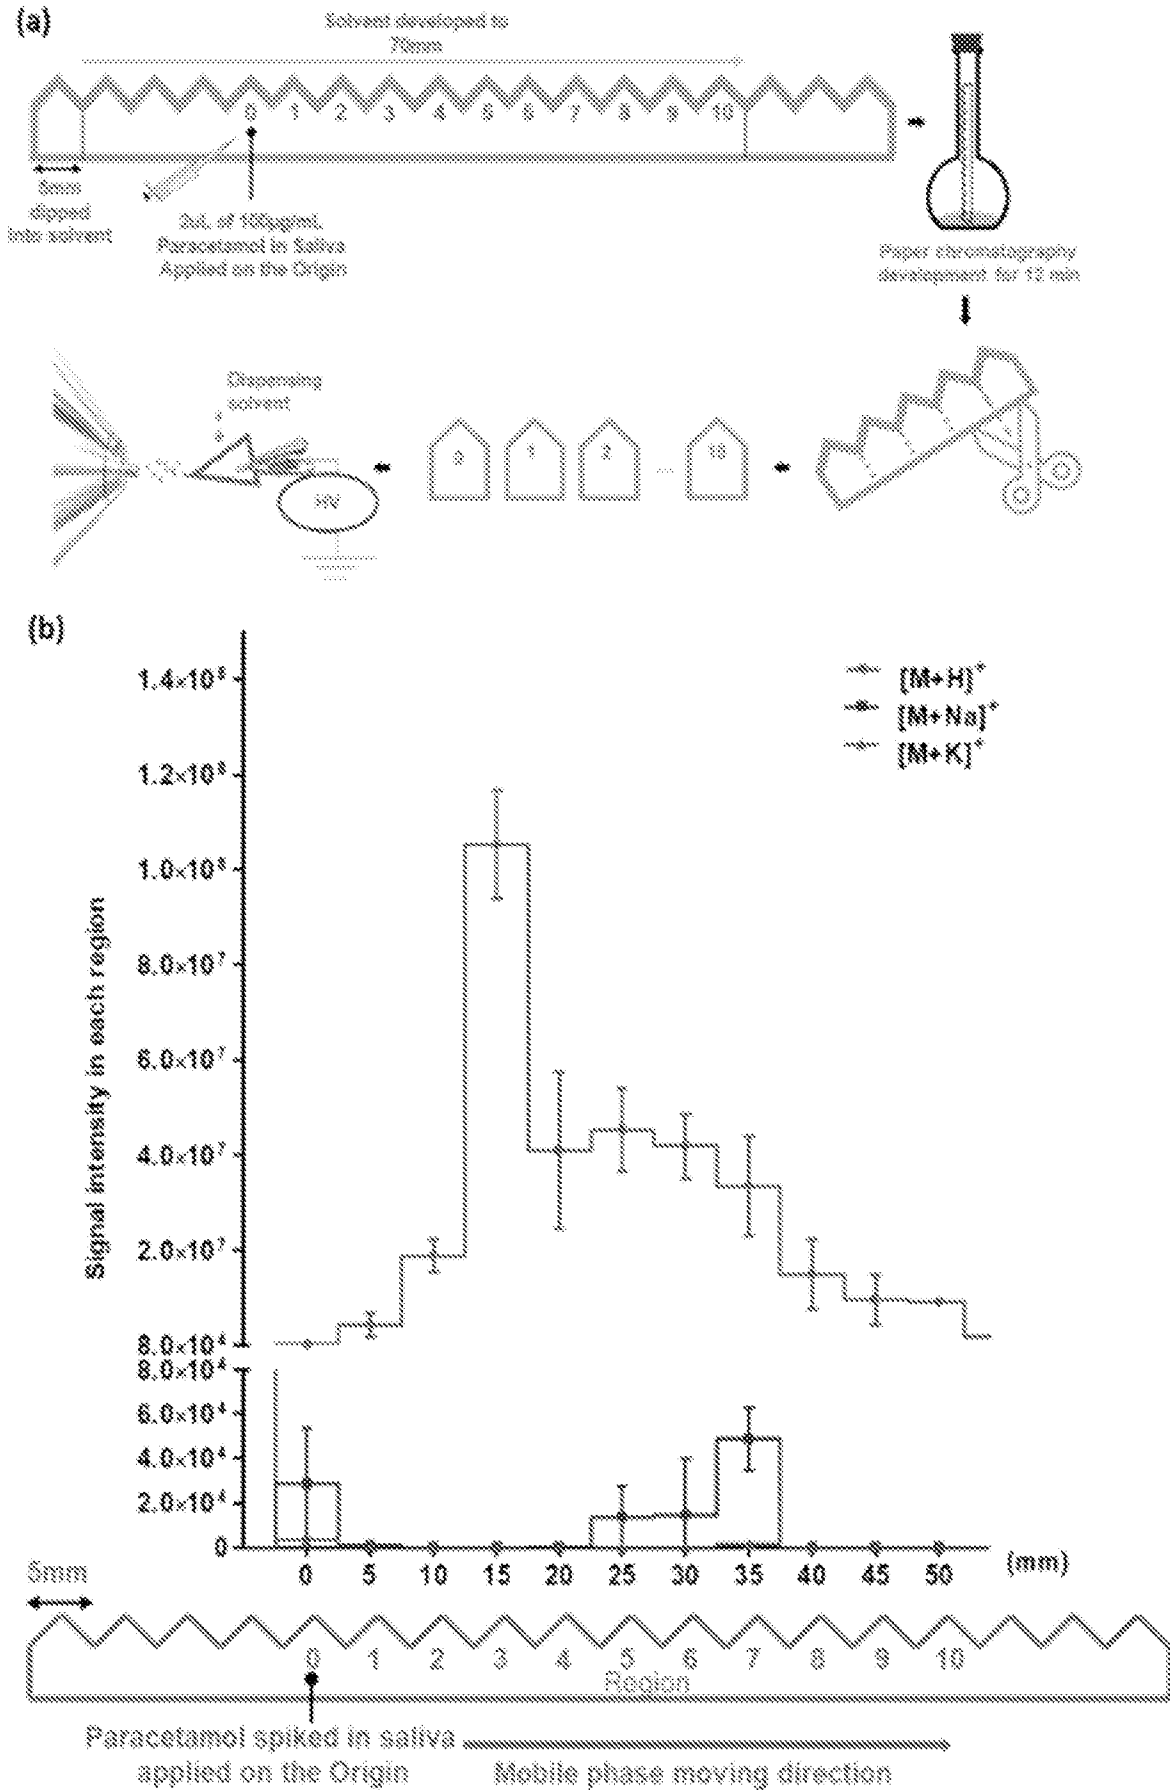 (a)
Solvent developed to
70mm
0 1 2 3 4 5 6 7 8 9 10
5mm
dipped
into solvent
2uL of 100µg/mL
Paracetamol in Saliva
Applied on the Origin
Paper chromatography
development for 12 min
Dispensing
solvent
HV
0 1 2 ... 10
(b)
[M+H]⁺
[M+Na]⁺
[M+K]⁺
Signal intensity in each region
1.4×10⁸
1.2×10⁸
1.0×10⁸
8.0×10⁷
6.0×10⁷
4.0×10⁷
2.0×10⁷
8.0×10⁴
8.0×10⁴
6.0×10⁴
4.0×10⁴
2.0×10⁴
0
0 5 10 15 20 25 30 35 40 45 50 (mm)
5mm
0 1 2 3 4 5 6 7 8 9 10
Region
Paracetamol spiked in saliva
applied on the Origin
Mobile phase moving direction